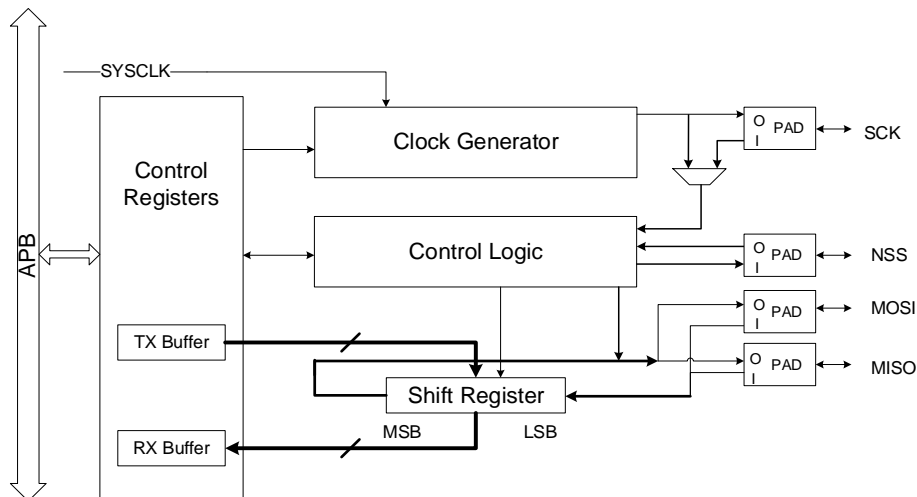 SYSCLK
Clock Generator
O
I
PAD
SCK
Control
Registers
APB
Control Logic
O
I
PAD
NSS
O
I
PAD
MOSI
TX Buffer
O
I
PAD
MISO
Shift Register
MSB
LSB
RX Buffer